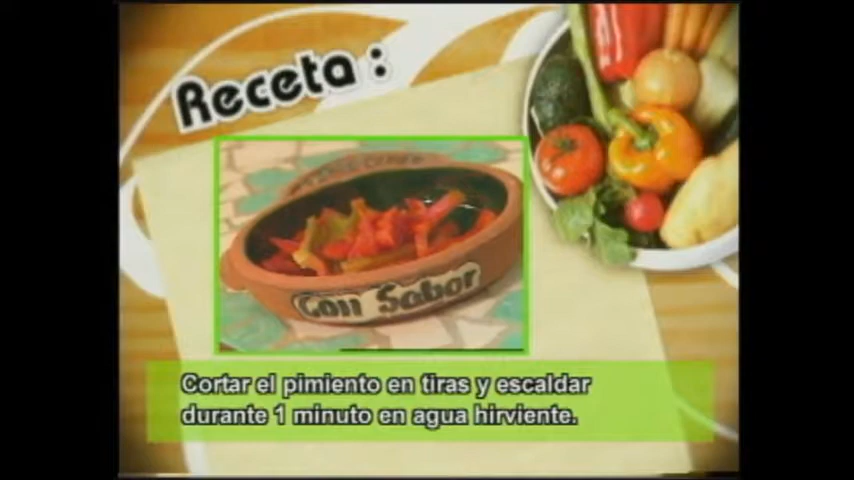 Receta :
Con Sabor
Cortar el pimiento en tiras y escaldar
durante 1 minuto en agua hirviente.